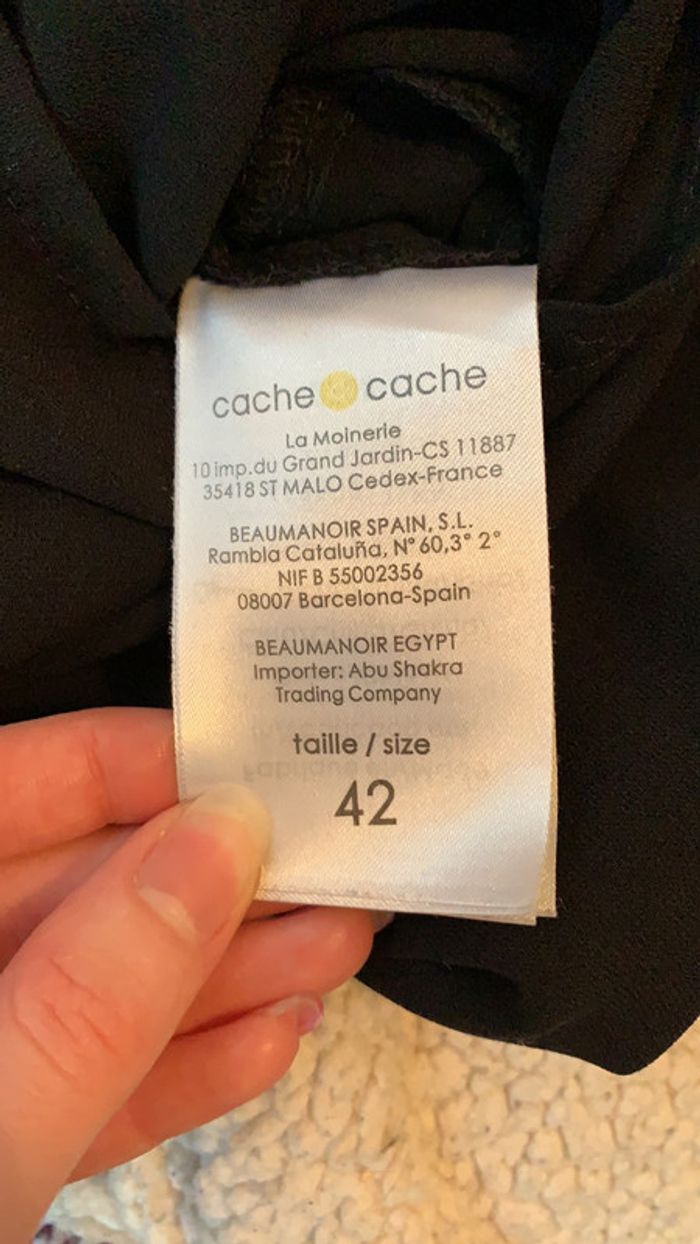 cache cache
La Moinerie
10 imp.du Grand Jardin-CS 11887
35418 ST MALO Cedex-France
BEAUMANOIR SPAIN, S.L.
Rambla Cataluña, N° 60,3° 2°
NIF B 55002356
08007 Barcelona-Spain
BEAUMANOIR EGYPT
Importer: Abu Shakra
Trading Company
taille / size
42